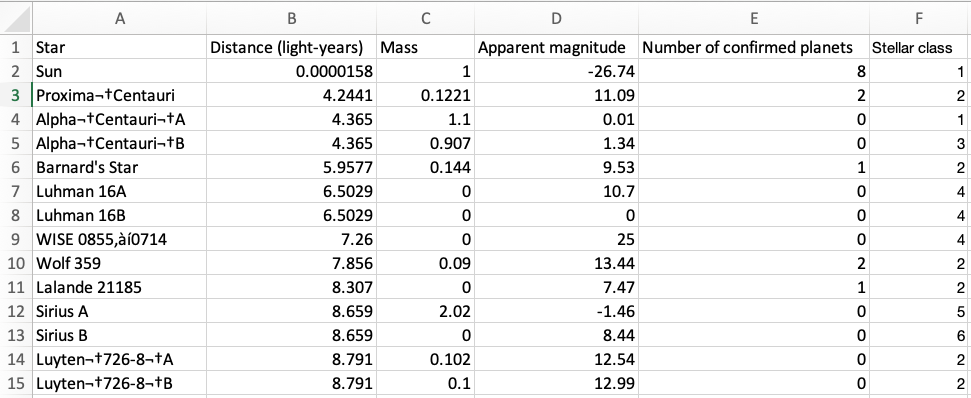 A B C D E F
1 Star Distance (light-years) Mass Apparent magnitude Number of confirmed planets Stellar class
2 Sun 0.0000158 1 -26.74 8 1
3 Proxima¬†Centauri 4.2441 0.1221 11.09 2 2
4 Alpha¬†Centauri¬†A 4.365 1.1 0.01 0 1
5 Alpha¬†Centauri¬†B 4.365 0.907 1.34 0 3
6 Barnard's Star 5.9577 0.144 9.53 1 2
7 Luhman 16A 6.5029 0 10.7 0 4
8 Luhman 16B 6.5029 0 0 0 4
9 WISE 0855‚àí0714 7.26 0 25 0 4
10 Wolf 359 7.856 0.09 13.44 2 2
11 Lalande 21185 8.307 0 7.47 1 2
12 Sirius A 8.659 2.02 -1.46 0 5
13 Sirius B 8.659 0 8.44 0 6
14 Luyten¬†726-8¬†A 8.791 0.102 12.54 0 2
15 Luyten¬†726-8¬†B 8.791 0.1 12.99 0 2